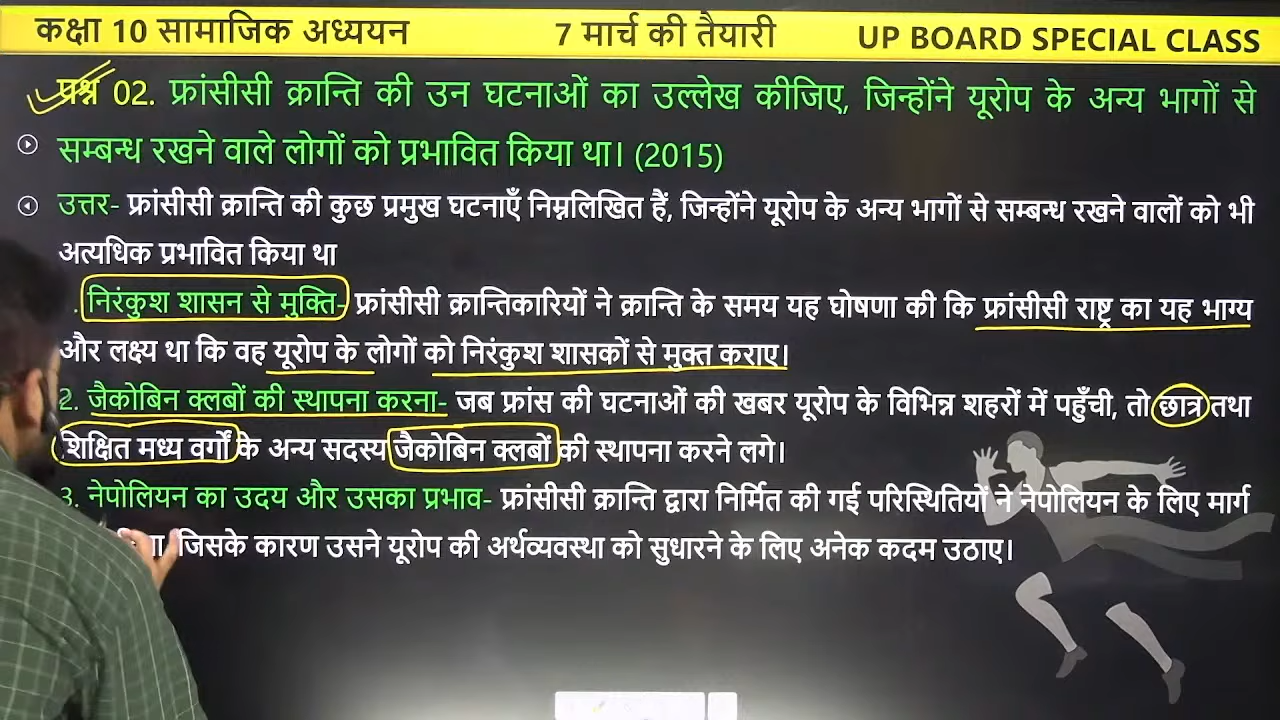 कक्षा 10 सामाजिक अध्ययन 7 मार्च की तैयारी UP BOARD SPECIAL CLASS
प्रश्न 02. फ्रांसीसी क्रान्ति की उन घटनाओं का उल्लेख कीजिए, जिन्होंने यूरोप के अन्य भागों से
सम्बन्ध रखने वाले लोगों को प्रभावित किया था। (2015)
उत्तर- फ्रांसीसी क्रान्ति की कुछ प्रमुख घटनाएँ निम्नलिखित हैं, जिन्होंने यूरोप के अन्य भागों से सम्बन्ध रखने वालों को भी
अत्यधिक प्रभावित किया था
. निरंकुश शासन से मुक्ति- फ्रांसीसी क्रान्तिकारियों ने क्रान्ति के समय यह घोषणा की कि फ्रांसीसी राष्ट्र का यह भाग्य
और लक्ष्य था कि वह यूरोप के लोगों को निरंकुश शासकों से मुक्त कराए।
2. जैकोबिन क्लबों की स्थापना करना- जब फ्रांस की घटनाओं की खबर यूरोप के विभिन्न शहरों में पहुँची, तो छात्र तथा
शिक्षित मध्य वर्गों के अन्य सदस्य जैकोबिन क्लबों की स्थापना करने लगे।
3. नेपोलियन का उदय और उसका प्रभाव- फ्रांसीसी क्रान्ति द्वारा निर्मित की गई परिस्थितियों ने नेपोलियन के लिए मार्ग
जिसके कारण उसने यूरोप की अर्थव्यवस्था को सुधारने के लिए अनेक कदम उठाए।